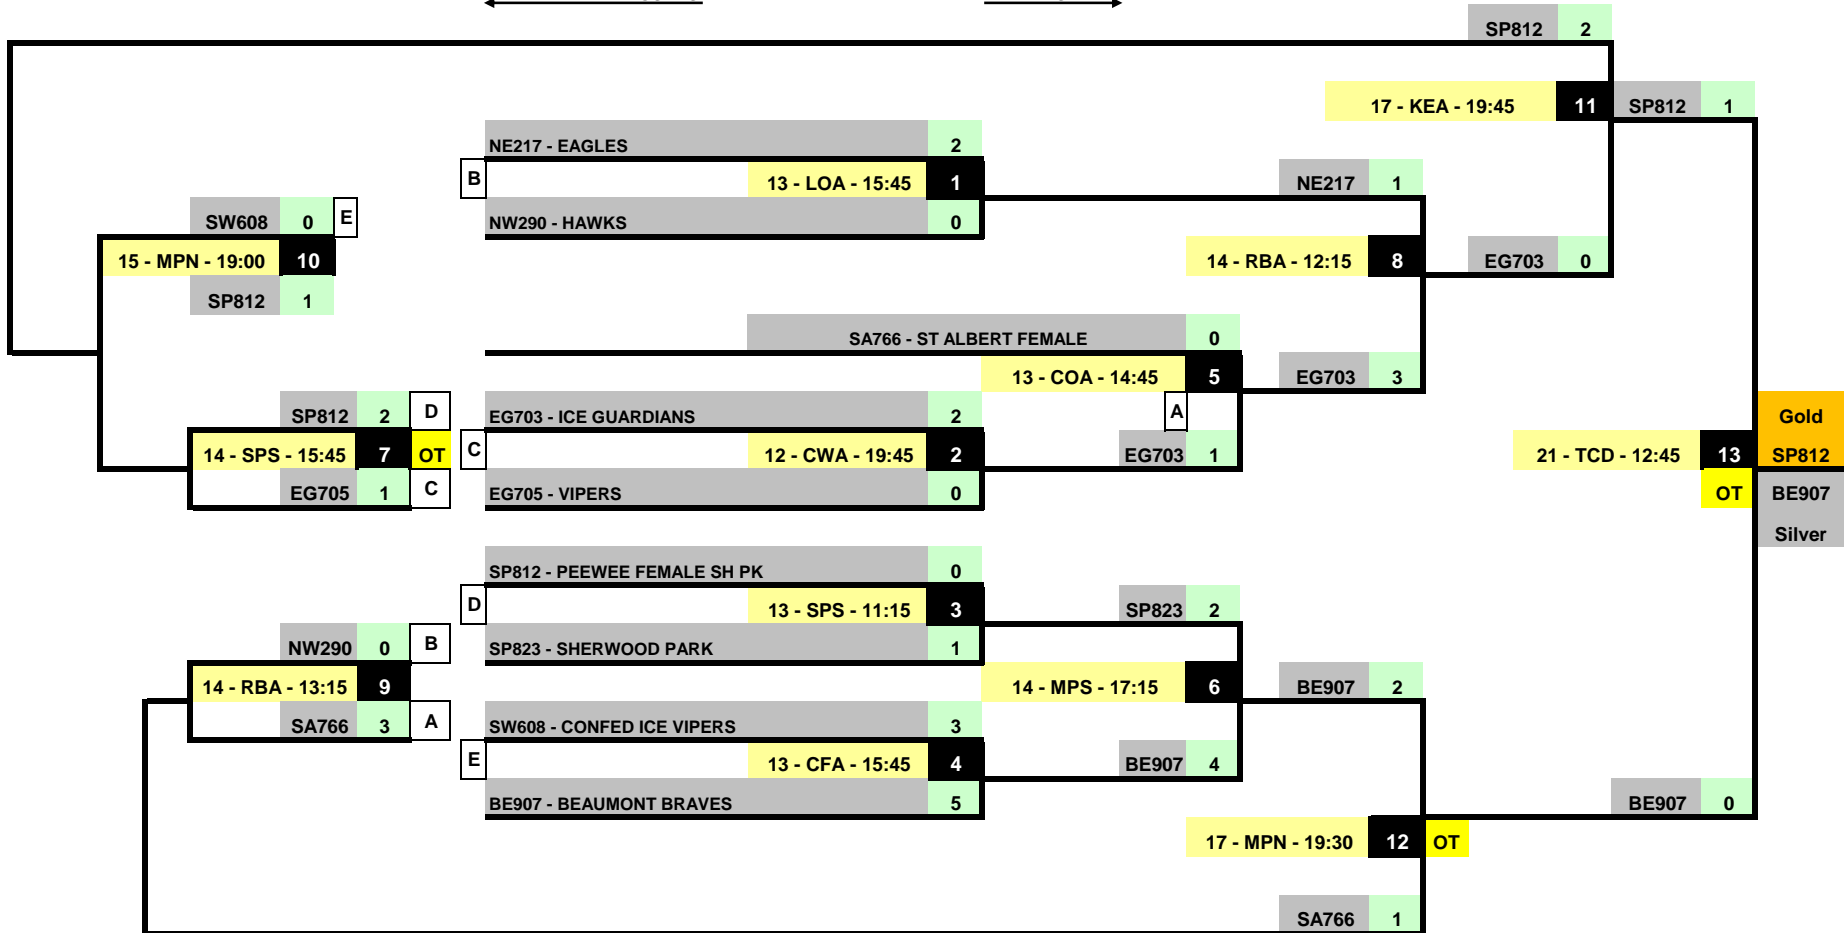 SP812 2
17 - KEA - 19:45 11 SP812 1
NE217 - EAGLES 2
B 13 - LOA - 15:45 1 NE217 1
SW608 0 E NW290 - HAWKS 0
15 - MPN - 19:00 10 14 - RBA - 12:15 8 EG703 0
SP812 1
SA766 - ST ALBERT FEMALE 0
13 - COA - 14:45 5 EG703 3
SP812 2 D EG703 - ICE GUARDIANS 2 A Gold
14 - SPS - 15:45 7 OT C 12 - CWA - 19:45 2 EG703 1 21 - TCD - 12:45 13 SP812
EG705 1 C EG705 - VIPERS 0 OT BE907
Silver
SP812 - PEEWEE FEMALE SH PK 0
D 13 - SPS - 11:15 3 SP823 2
NW290 0 B SP823 - SHERWOOD PARK 1
14 - RBA - 13:15 9 14 - MPS - 17:15 6 BE907 2
SA766 3 A SW608 - CONFED ICE VIPERS 3
E 13 - CFA - 15:45 4 BE907 4
BE907 - BEAUMONT BRAVES 5 BE907 0
17 - MPN - 19:30 12 OT
SA766 1